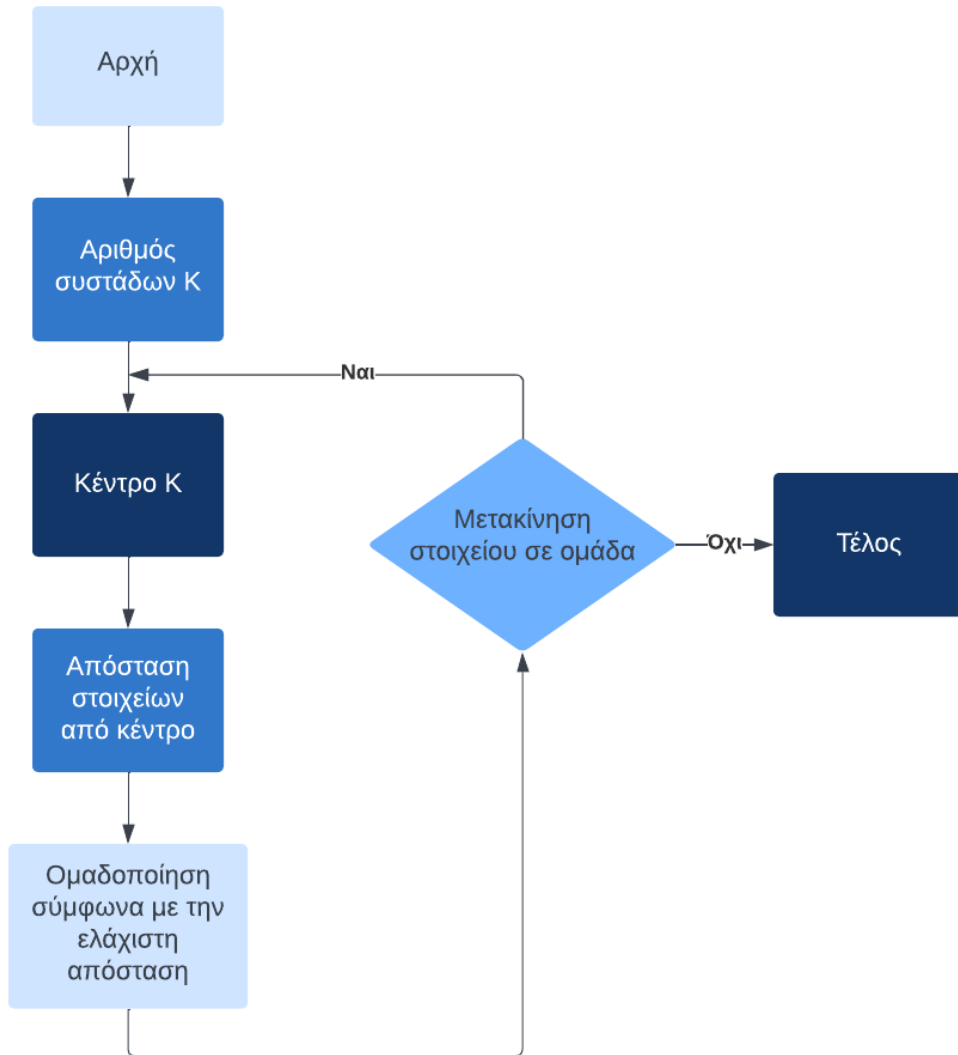 Αρχή
Αριθμός
συστάδων Κ
Ναι
Κέντρο Κ
Μετακίνηση
στοιχείου σε ομάδα
Όχι
Τέλος
Απόσταση
στοιχείων
από κέντρο
Ομαδοποίηση
σύμφωνα με την
ελάχιστη
απόσταση